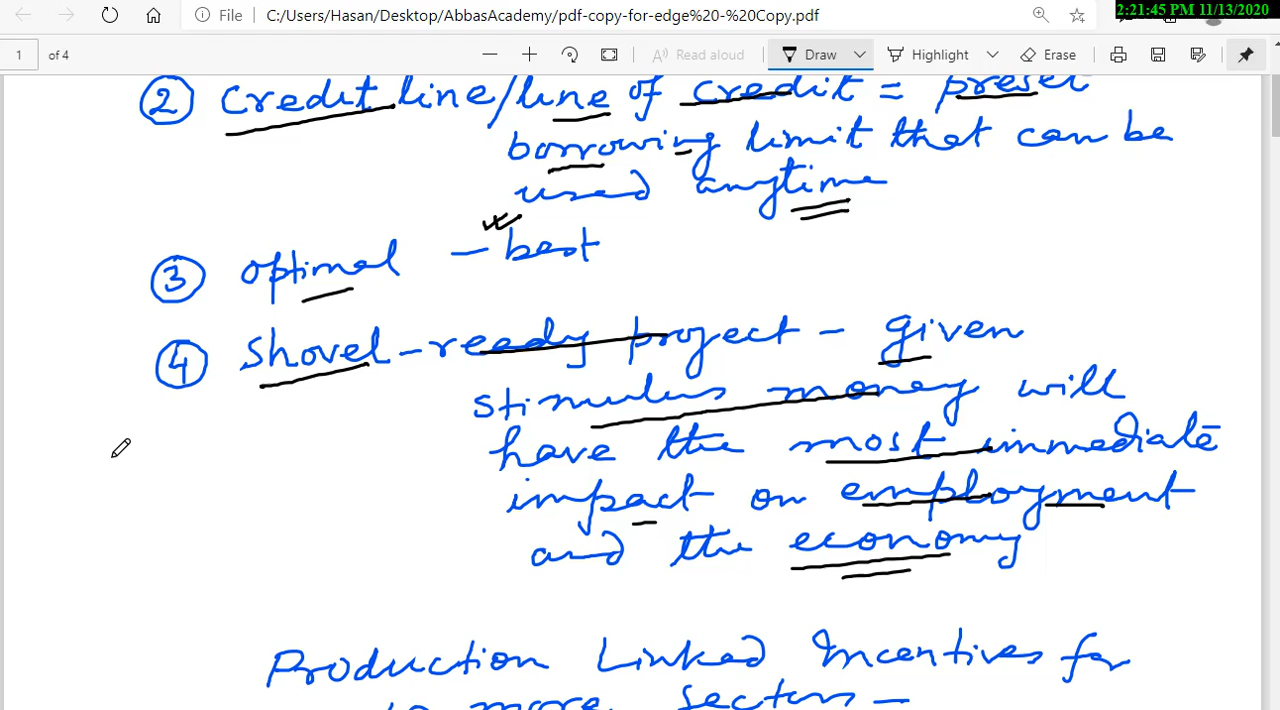 File C:/Users/Hasan/Desktop/AbbasAcademy/pdf-copy-for-edge%20-%20Copy.pdf
2:21:45 PM 11/13/2020
1 of 4 Read aloud Draw Highlight Erase
2 credit line/line of credit = preset
borrowing limit that can be
used anytime
3 optimal - best
4 Shovel-ready project - given
stimulus money will
have the most immediate
impact on employment
and the economy
Production Linked Incentives for
10 more sectors -